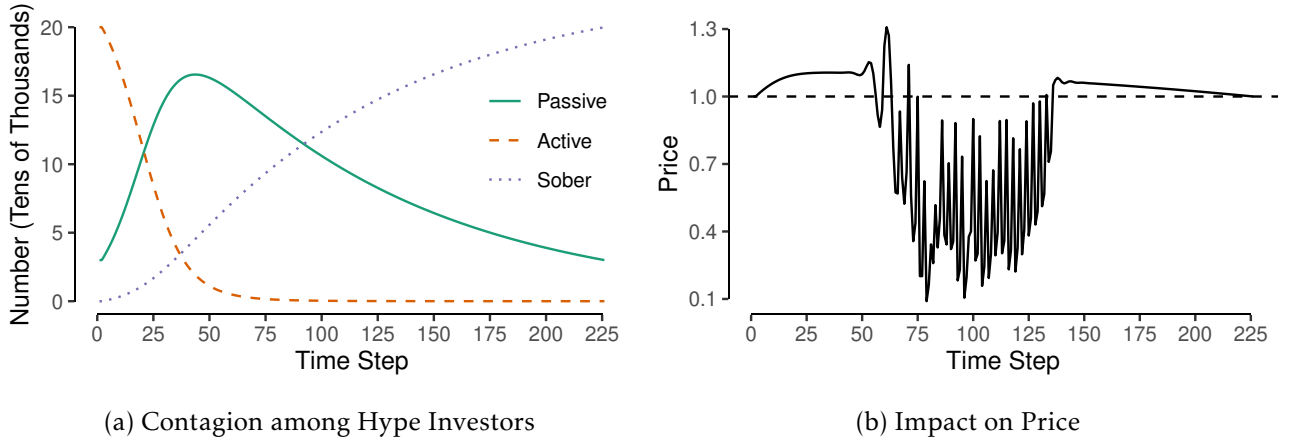 Number (Tens of Thousands)
20
15
10
5
0
Passive
Active
Sober
0 25 50 75 100 125 150 175 200 225
Time Step
(a) Contagion among Hype Investors
Price
1.3
1.0
0.7
0.4
0.1
0 25 50 75 100 125 150 175 200 225
Time Step
(b) Impact on Price